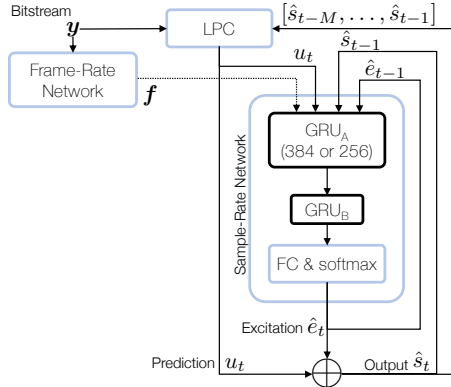 Bitstream
𝒚
LPC
[ŝ_{t−M}, . . . , ŝ_{t−1}]
u_t
ŝ_{t−1}
ê_{t−1}
Frame-Rate
Network
𝒇
Sample-Rate Network
GRU_A
(384 or 256)
GRU_B
FC & softmax
Excitation ê_t
Prediction u_t
Output ŝ_t